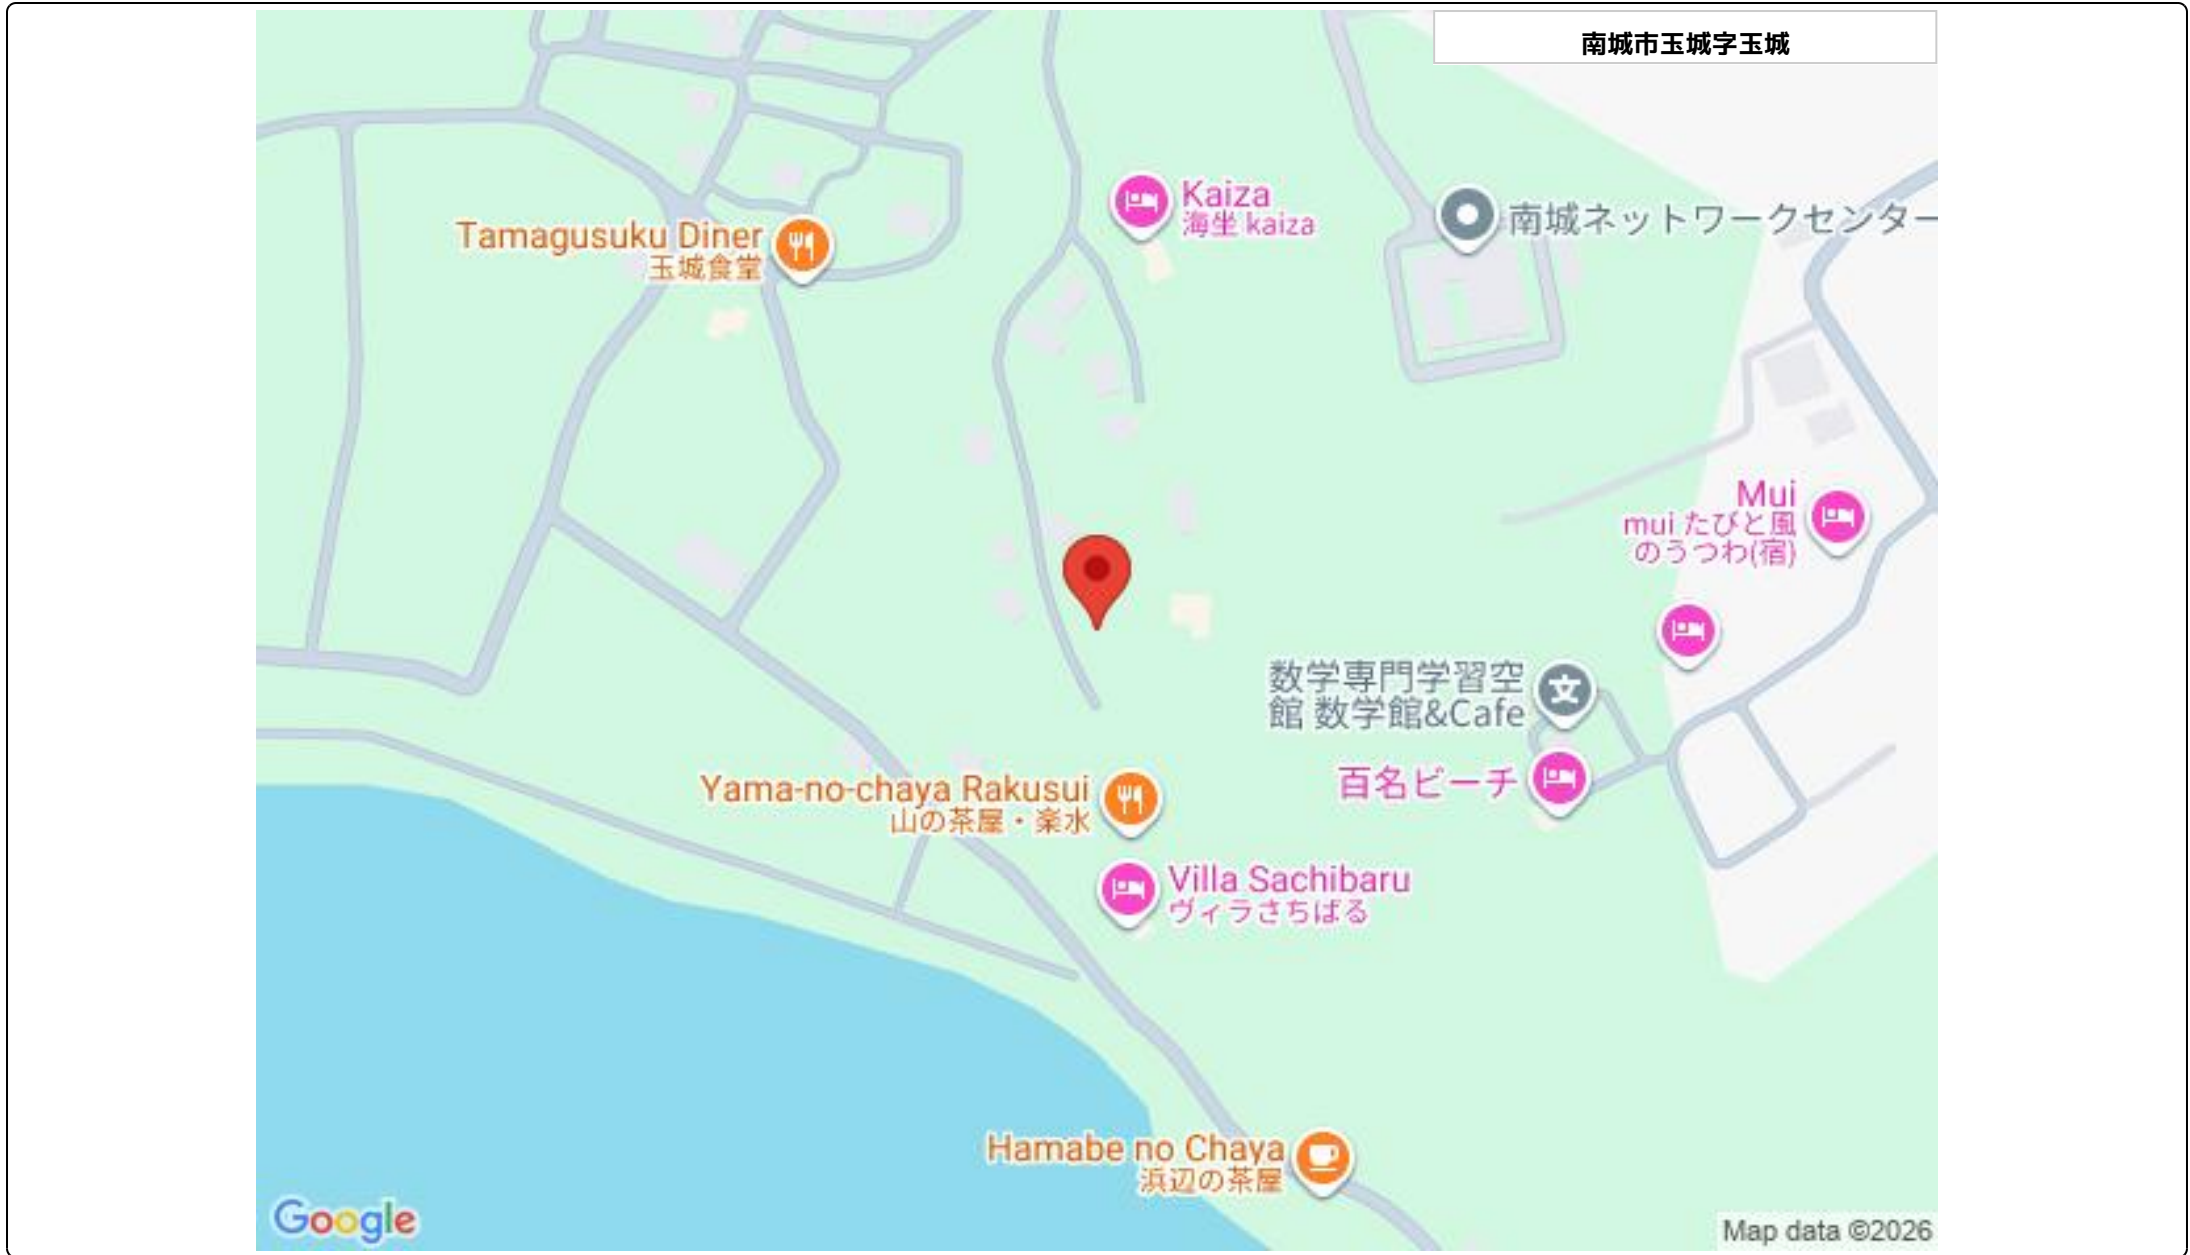 南城市玉城字玉城
Kaiza
海坐 kaiza
南城ネットワークセンター
Tamagusuku Diner
玉城食堂
Mui
mui たびと風
のうつわ(宿)
数学専門学習空
館 数学館&Cafe
百名ビーチ
Yama-no-chaya Rakusui
山の茶屋・楽水
Villa Sachibaru
ヴィラさちばる
Hamabe no Chaya
浜辺の茶屋
Google
Map data ©2026